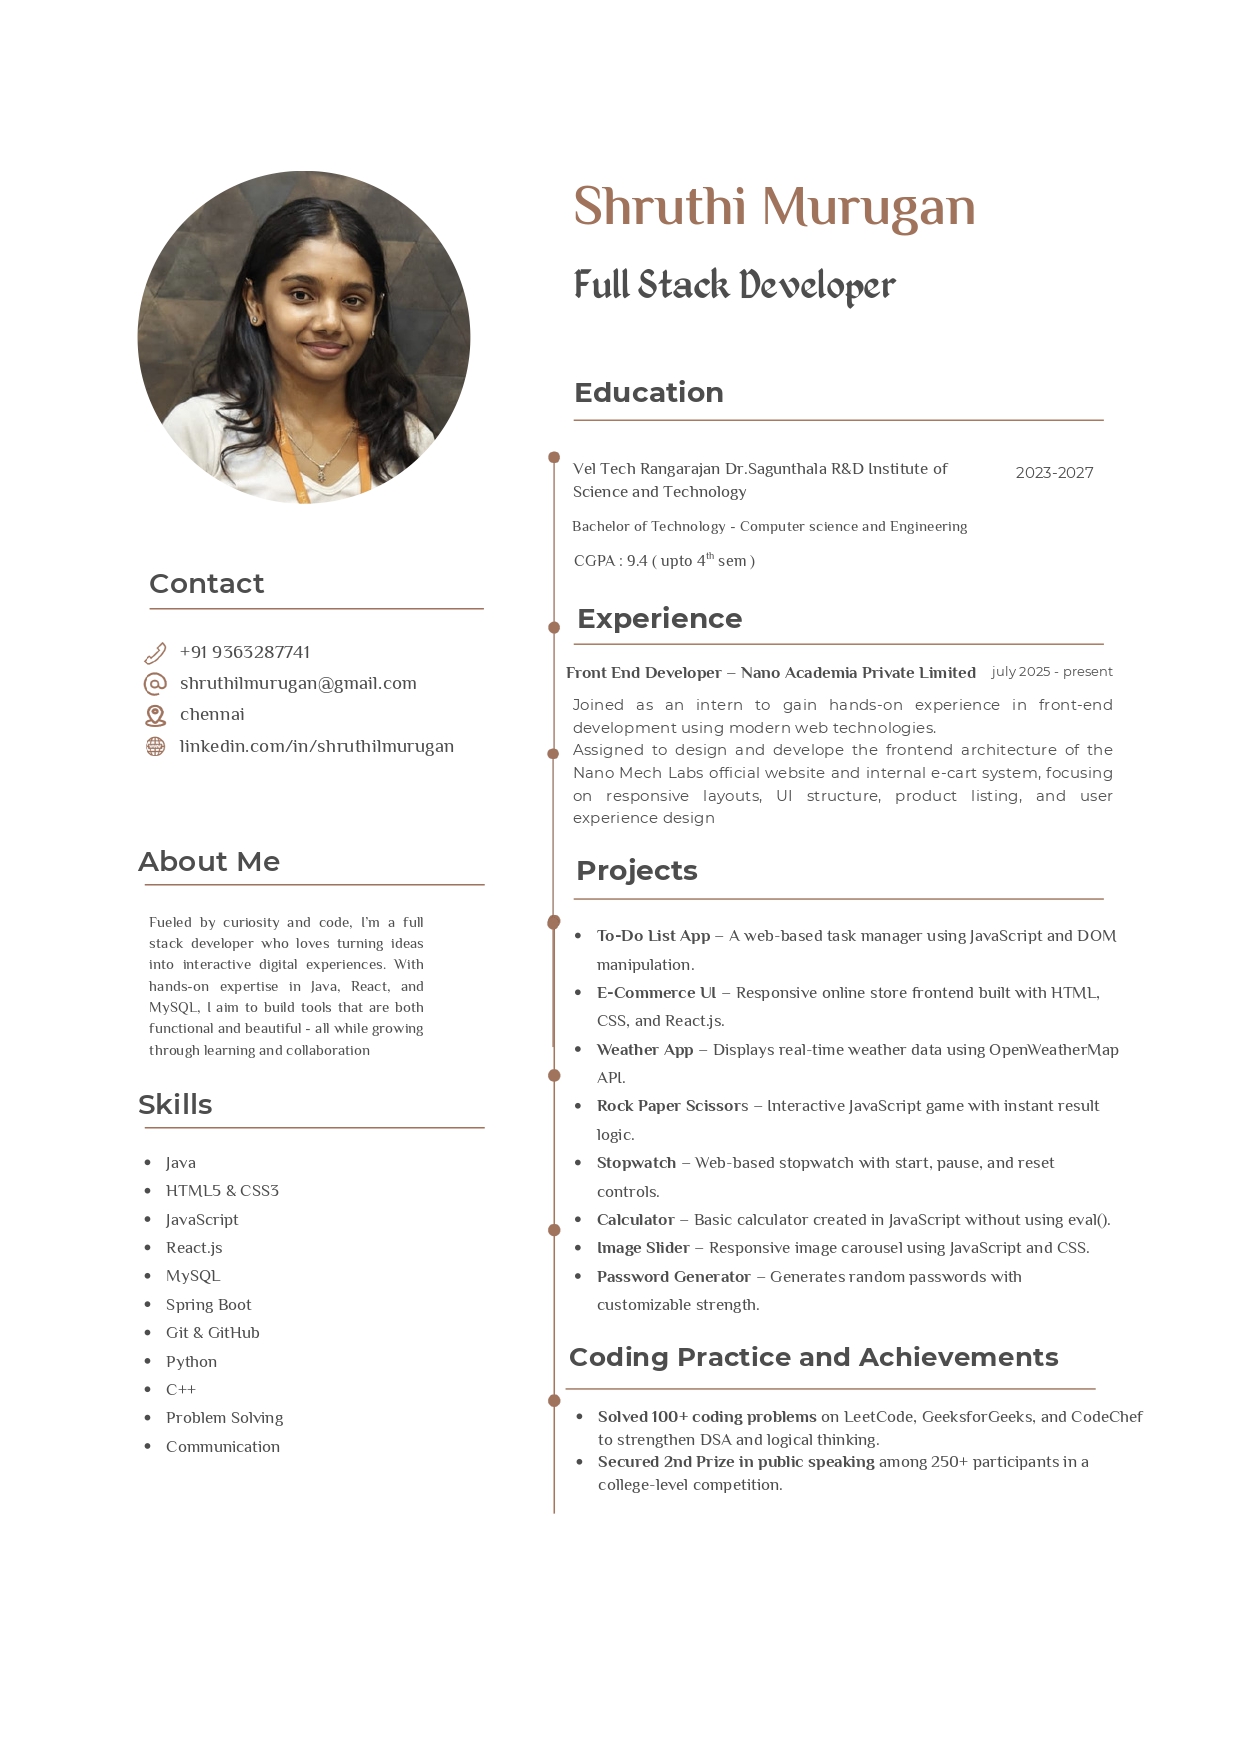 Shruthi Murugan
Full Stack Developer
Contact
+91 9363287741
shruthilmurugan@gmail.com
chennai
linkedin.com/in/shruthilmurugan
About Me
Fueled by curiosity and code, I'm a full
stack developer who loves turning ideas
into interactive digital experiences. With
hands-on expertise in Java, React, and
MySQL, I aim to build tools that are both
functional and beautiful - all while growing
through learning and collaboration
Skills
• Java
• HTML5 & CSS3
• JavaScript
• React.js
• MySQL
• Spring Boot
• Git & GitHub
• Python
• C++
• Problem Solving
• Communication
Education
Vel Tech Rangarajan Dr.Sagunthala R&D Institute of
Science and Technology
2023-2027
Bachelor of Technology - Computer science and Engineering
CGPA : 9.4 ( upto 4th sem )
Experience
Front End Developer – Nano Academia Private Limited july 2025 - present
Joined as an intern to gain hands-on experience in front-end
development using modern web technologies.
Assigned to design and develope the frontend architecture of the
Nano Mech Labs official website and internal e-cart system, focusing
on responsive layouts, UI structure, product listing, and user
experience design
Projects
• To-Do List App – A web-based task manager using JavaScript and DOM
manipulation.
• E-Commerce UI – Responsive online store frontend built with HTML,
CSS, and React.js.
• Weather App – Displays real-time weather data using OpenWeatherMap
API.
• Rock Paper Scissors – Interactive JavaScript game with instant result
logic.
• Stopwatch – Web-based stopwatch with start, pause, and reset
controls.
• Calculator – Basic calculator created in JavaScript without using eval().
• Image Slider – Responsive image carousel using JavaScript and CSS.
• Password Generator – Generates random passwords with
customizable strength.
Coding Practice and Achievements
• Solved 100+ coding problems on LeetCode, GeeksforGeeks, and CodeChef
to strengthen DSA and logical thinking.
• Secured 2nd Prize in public speaking among 250+ participants in a
college-level competition.